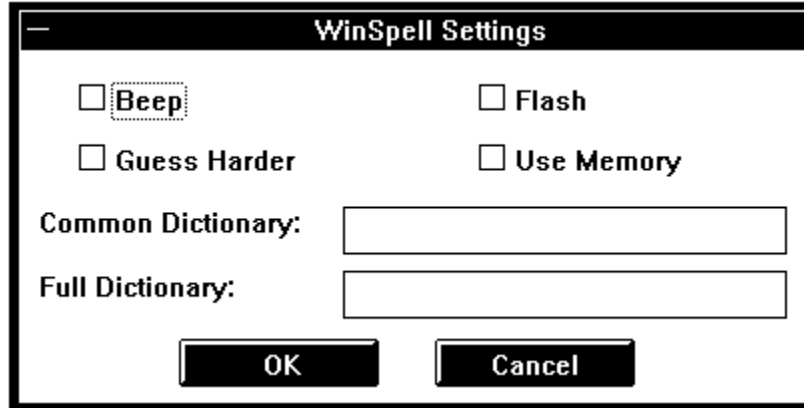 WinSpell Settings
Beep Flash
Guess Harder Use Memory
Common Dictionary:
Full Dictionary:
OK Cancel